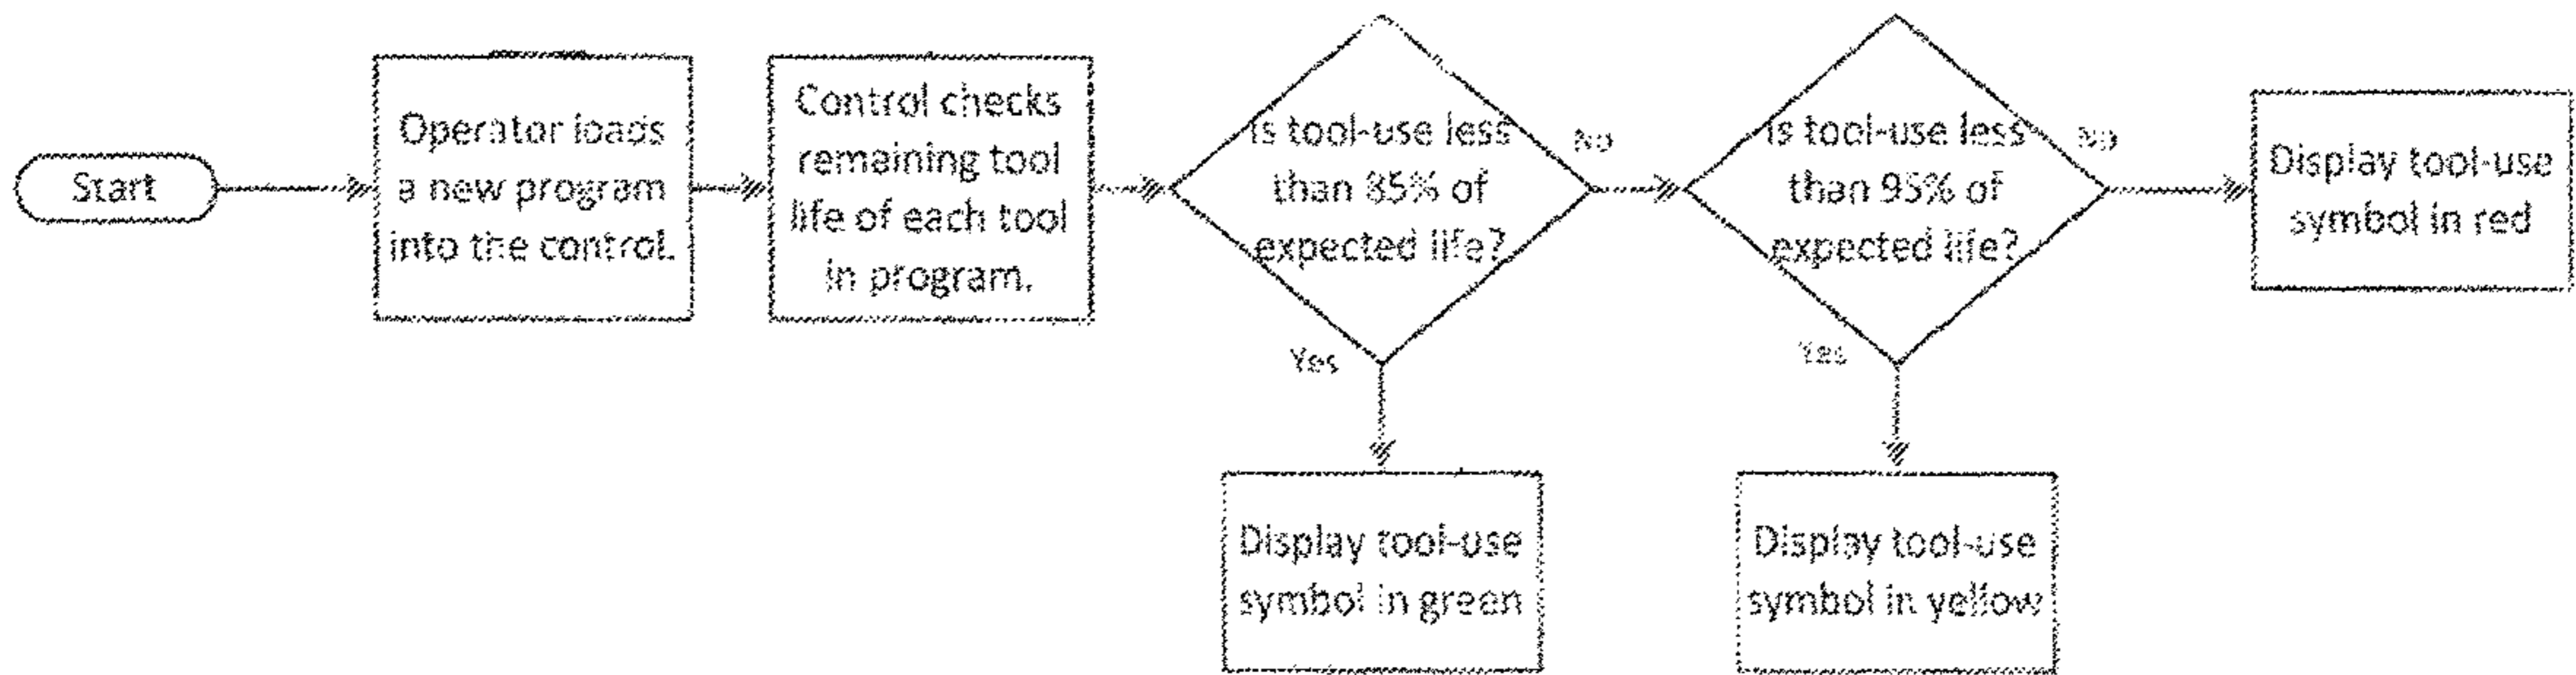 Start
Operator loads
a new program
into the control.
Control checks
remaining tool
life of each tool
in program.
Is tool-use less
than 85% of
expected life?
No
Yes
Display tool-use
symbol in green
Is tool-use less
than 95% of
expected life?
No
Yes
Display tool-use
symbol in yellow
Display tool-use
symbol in red